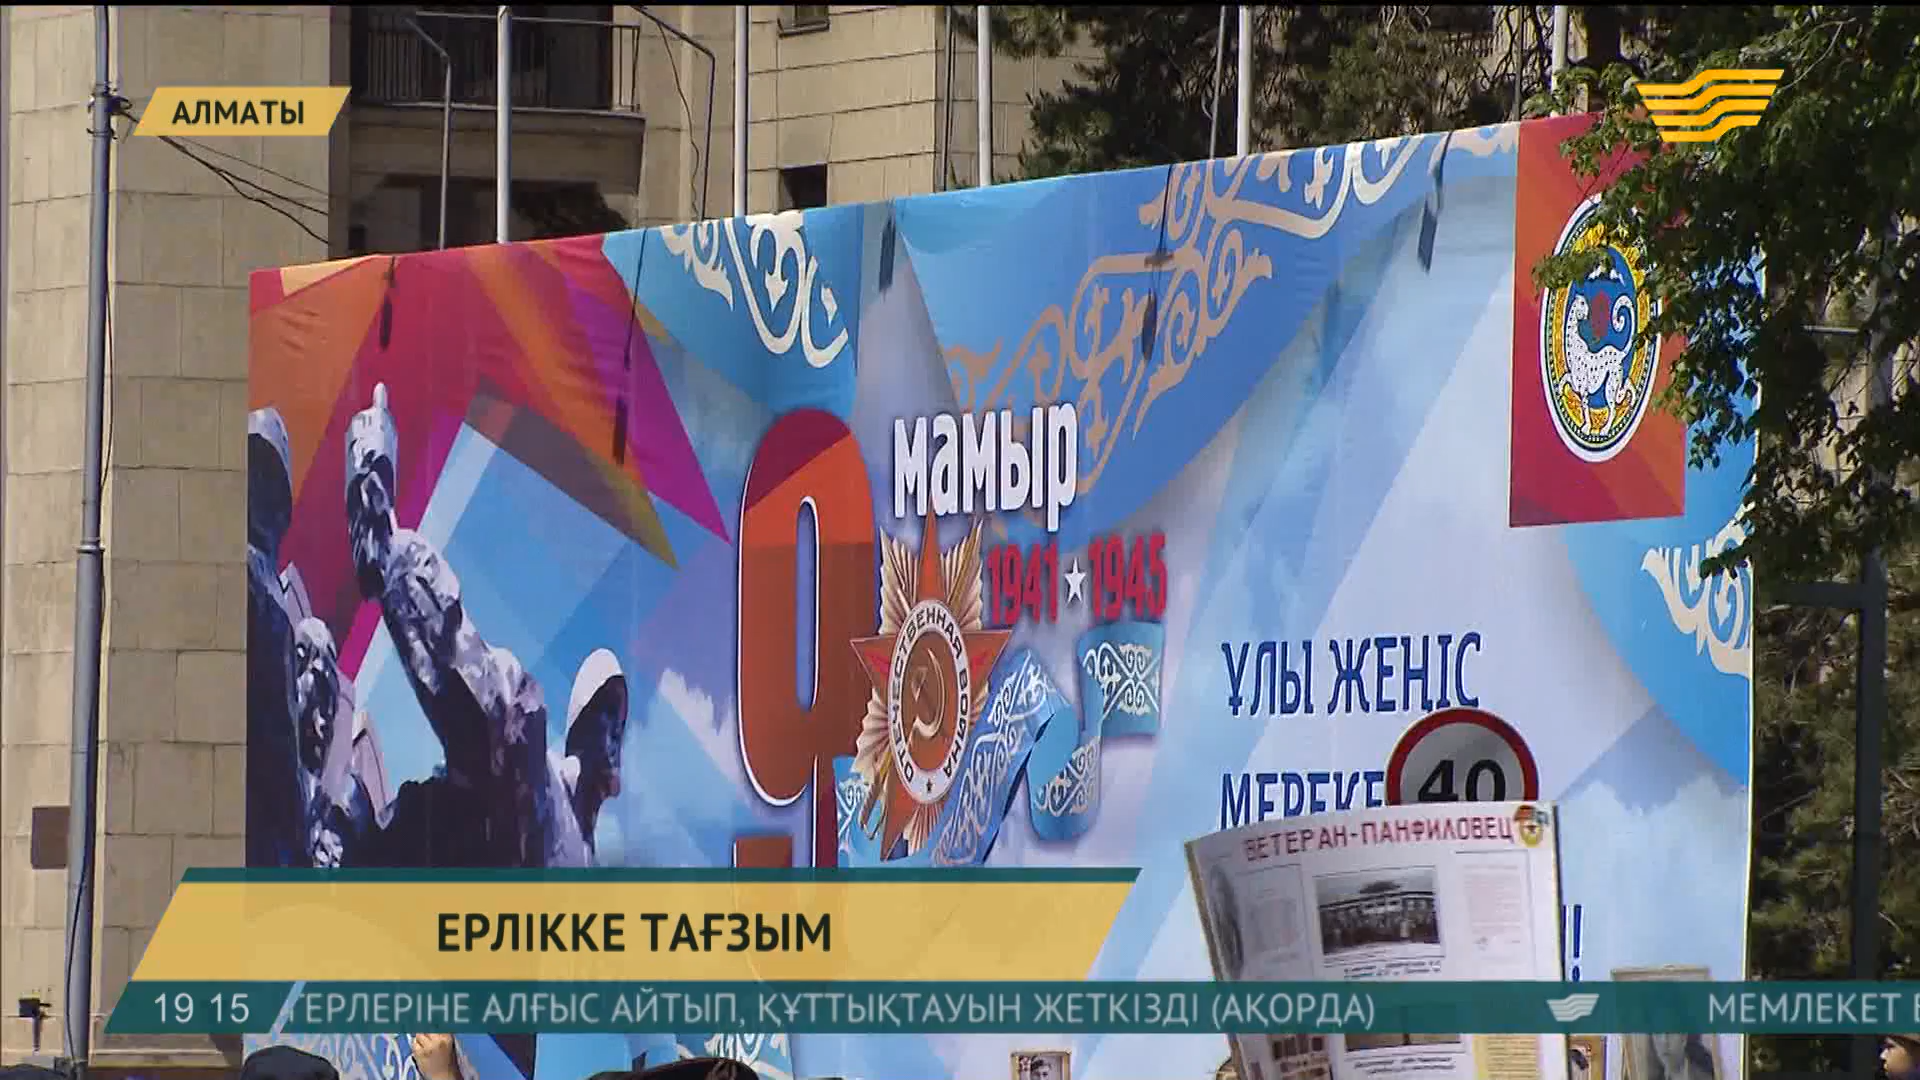 АЛМАТЫ
9 мамыр
1941 ★ 1945
ОТЕЧЕСТВЕННАЯ ВОЙНА
ҰЛЫ ЖЕҢІС
МЕРЕКЕ
40
ВЕТЕРАН-ПАНФИЛОВЕЦ
!
ЕРЛІККЕ ТАҒЗЫМ
19 15 ТЕРЛЕРІНЕ АЛҒЫС АЙТЫП, ҚҰТТЫҚТАУЫН ЖЕТКІЗДІ (АҚОРДА) МЕМЛЕКЕТ